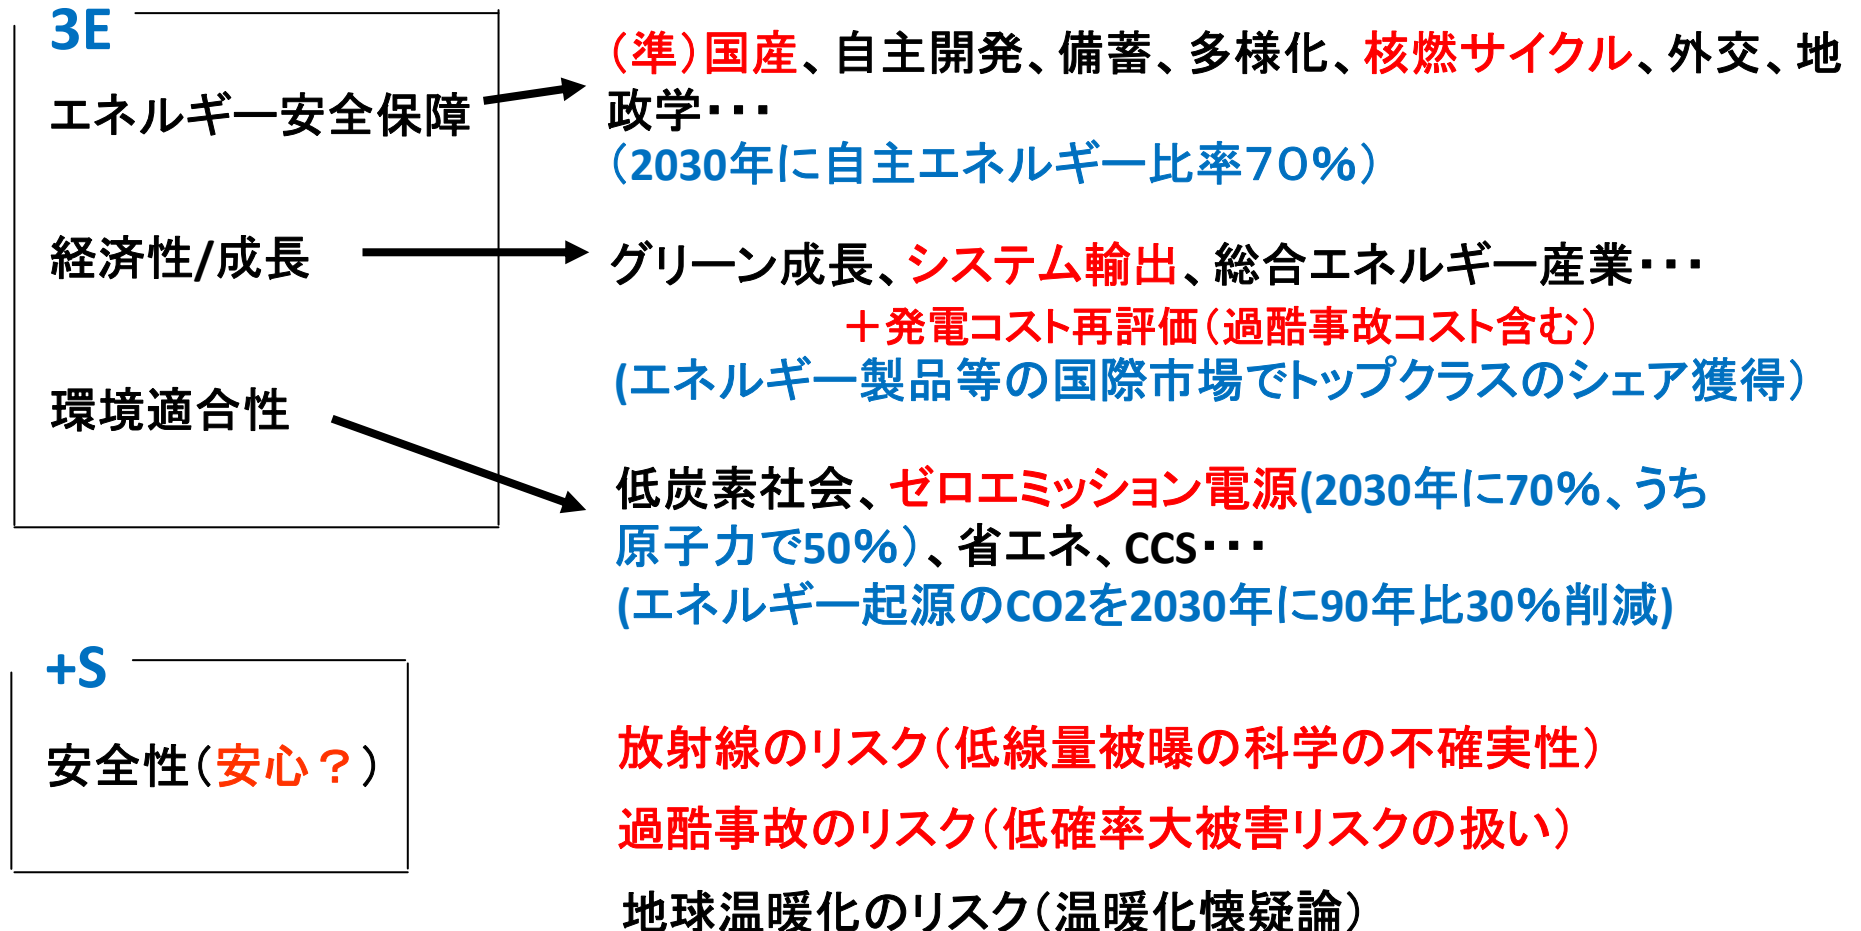 3E
エネルギー安全保障
（準）国産、自主開発、備蓄、多様化、核燃サイクル、外交、地
政学・・・
（2030年に自主エネルギー比率７０％）
経済性/成長
グリーン成長、システム輸出、総合エネルギー産業・・・
＋発電コスト再評価（過酷事故コスト含む）
(エネルギー製品等の国際市場でトップクラスのシェア獲得）
環境適合性
低炭素社会、ゼロエミッション電源(2030年に70％、うち
原子力で50％）、省エネ、CCS・・・
(エネルギー起源のCO2を2030年に90年比30％削減)
+S
安全性（安心？）
放射線のリスク（低線量被曝の科学の不確実性）
過酷事故のリスク（低確率大被害リスクの扱い）
地球温暖化のリスク（温暖化懐疑論）